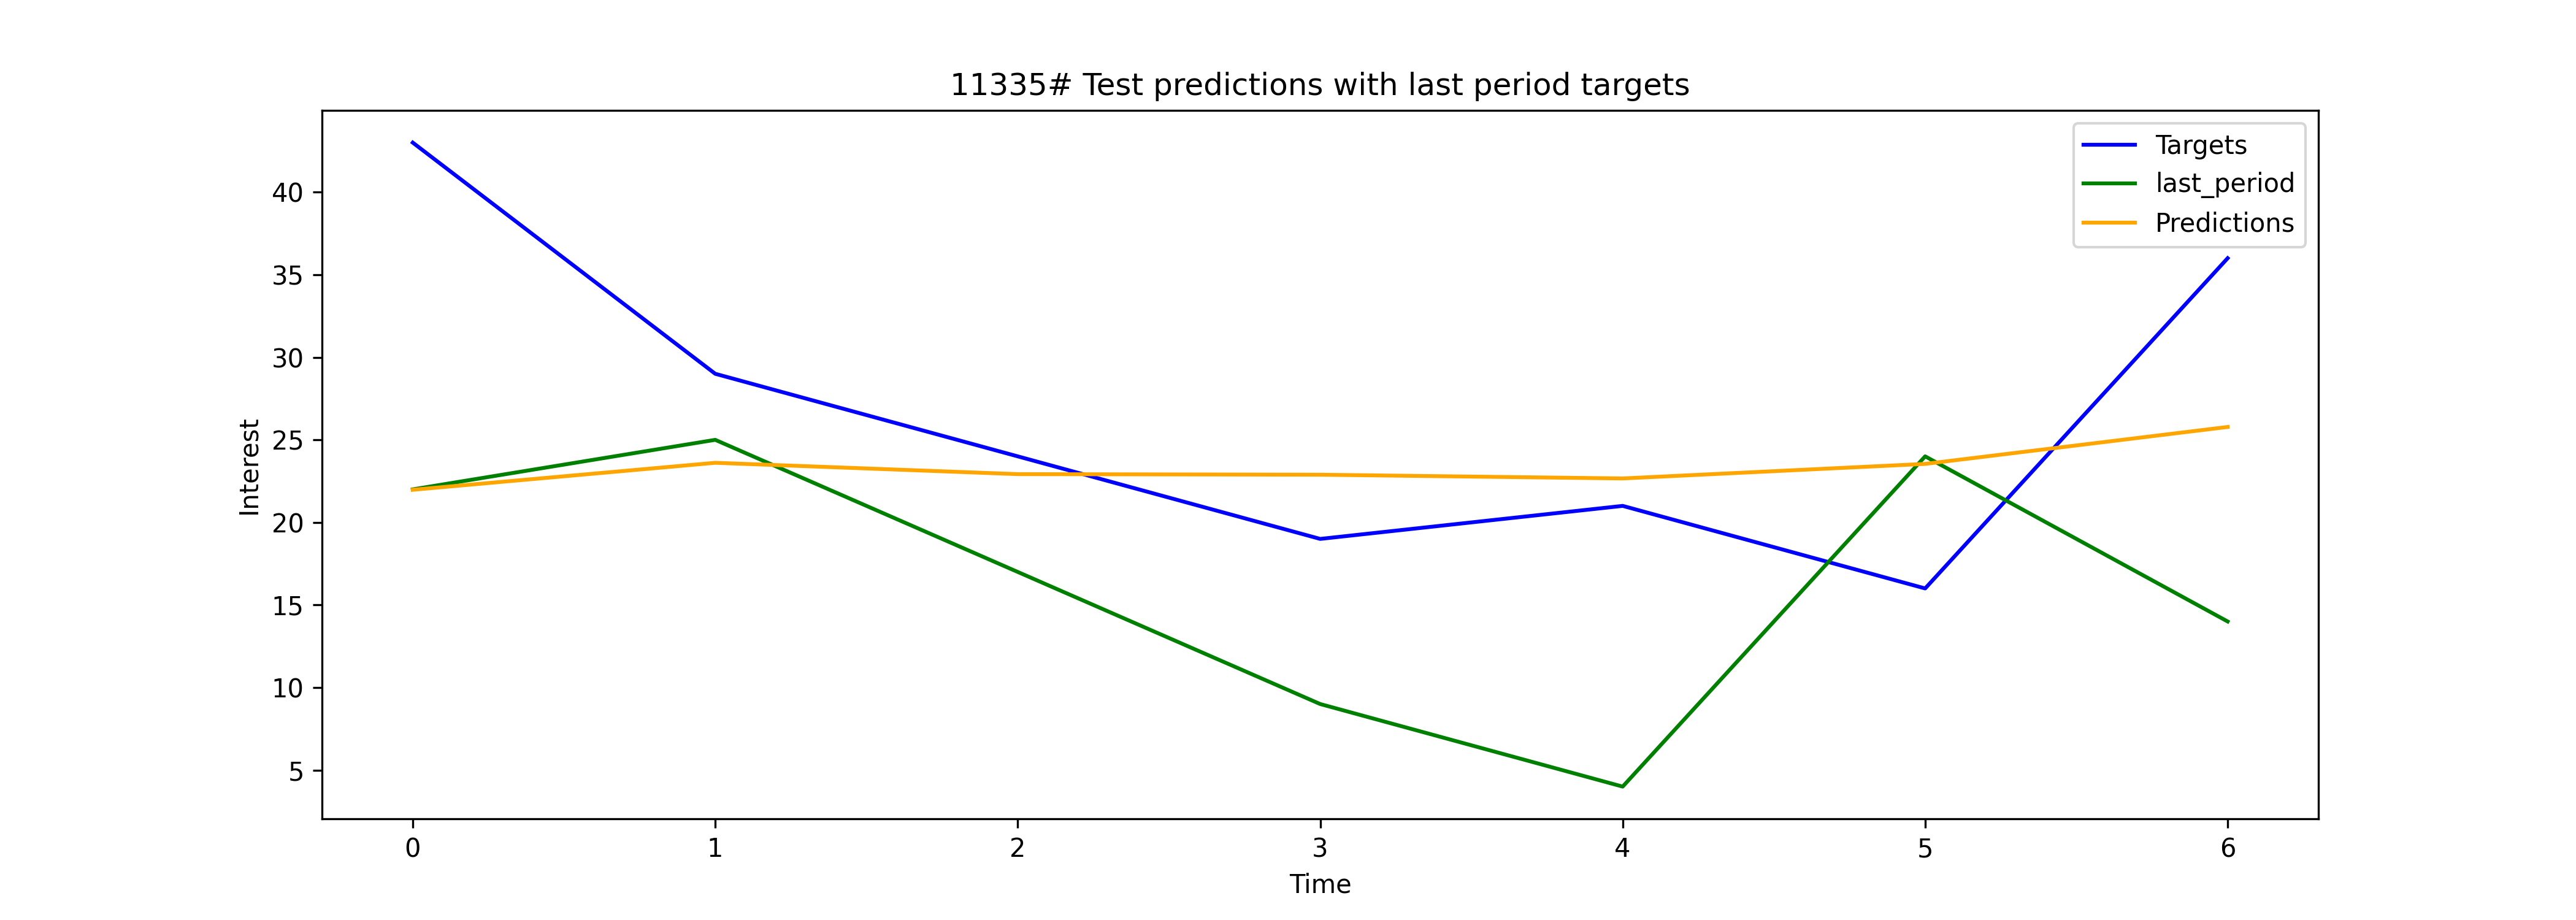 11335# Test predictions with last period targets
Targets
last_period
Predictions
Interest
40
35
30
25
20
15
10
5
0 1 2 3 4 5 6
Time